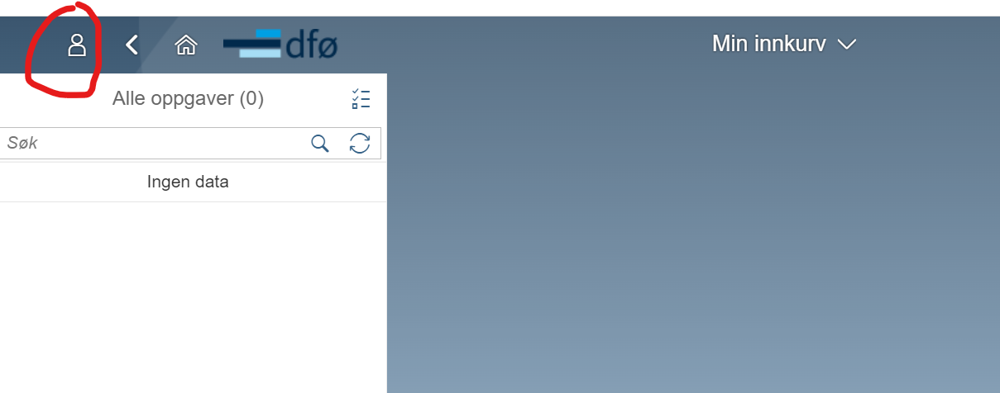 dfø
Min innkurv
Alle oppgaver (0)
Søk
Ingen data